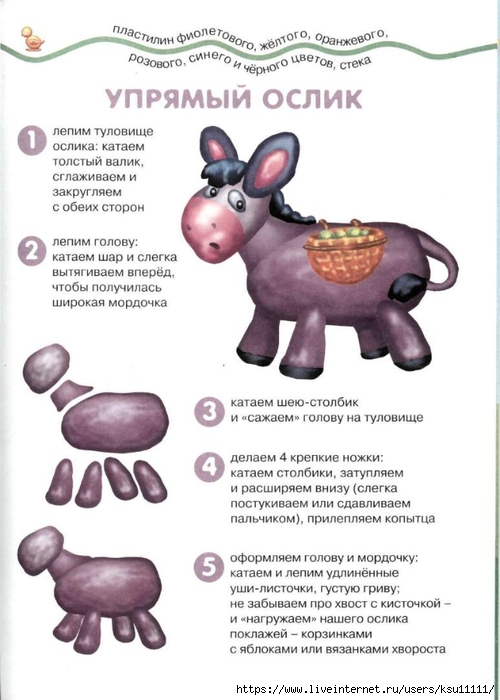 пластилин фиолетового, жёлтого, оранжевого,
розового, синего и чёрного цветов, стека
УПРЯМЫЙ ОСЛИК
1
лепим туловище
ослика: катаем
толстый валик,
сглаживаем и
закругляем
с обеих сторон
2
лепим голову:
катаем шар и слегка
вытягиваем вперёд,
чтобы получилась
широкая мордочка
3
катаем шею-столбик
и «сажаем» голову на туловище
4
делаем 4 крепкие ножки:
катаем столбики, затупляем
и расширяем внизу (слегка
постукиваем или сдавливаем
пальчиком), прилепляем копытца
5
оформляем голову и мордочку:
катаем и лепим удлинённые
уши-листочки, густую гриву;
не забываем про хвост с кисточкой –
и «нагружаем» нашего ослика
поклажей – корзинками
с яблоками или вязанками хвороста
https://www.liveinternet.ru/users/ksu11111/